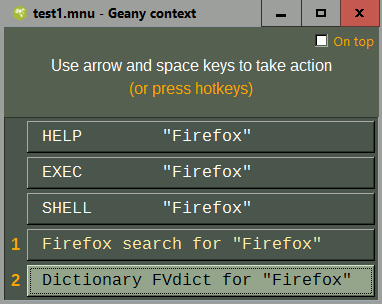 test1.mnu - Geany context
On top
Use arrow and space keys to take action
(or press hotkeys)
HELP "Firefox"
EXEC "Firefox"
SHELL "Firefox"
1 Firefox search for "Firefox"
2 Dictionary FVdict for "Firefox"